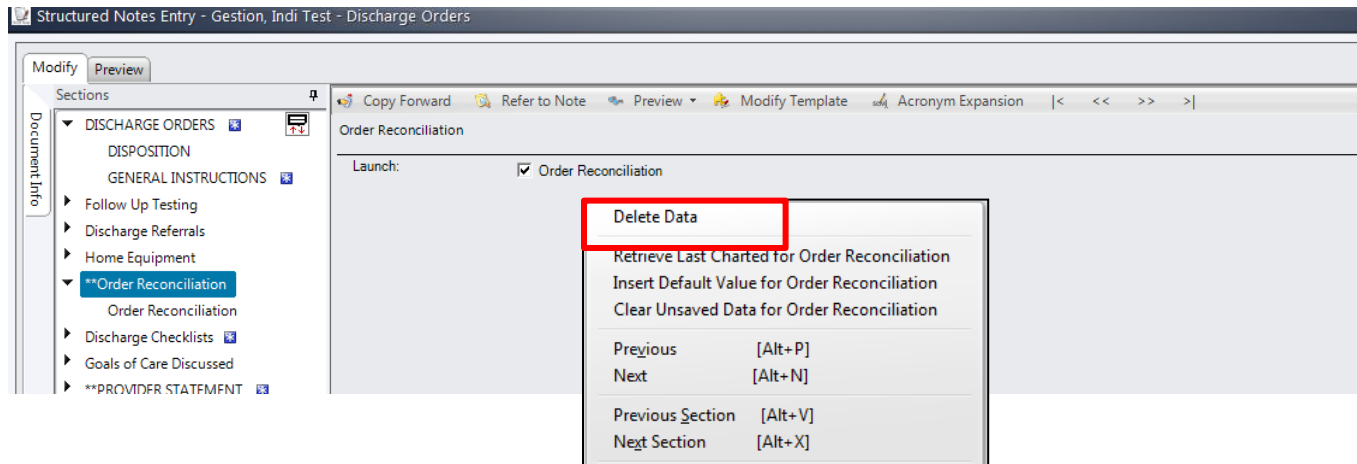 Structured Notes Entry - Gestion, Indi Test - Discharge Orders
Modify Preview
Document Info
Sections
DISCHARGE ORDERS
DISPOSITION
GENERAL INSTRUCTIONS
Follow Up Testing
Discharge Referrals
Home Equipment
**Order Reconciliation
Order Reconciliation
Discharge Checklists
Goals of Care Discussed
**PROVIDER STATEMENT
Copy Forward Refer to Note Preview Modify Template Acronym Expansion |< << >> >|
Order Reconciliation
Launch: Order Reconciliation
Delete Data
Retrieve Last Charted for Order Reconciliation
Insert Default Value for Order Reconciliation
Clear Unsaved Data for Order Reconciliation
Previous [Alt+P]
Next [Alt+N]
Previous Section [Alt+V]
Next Section [Alt+X]